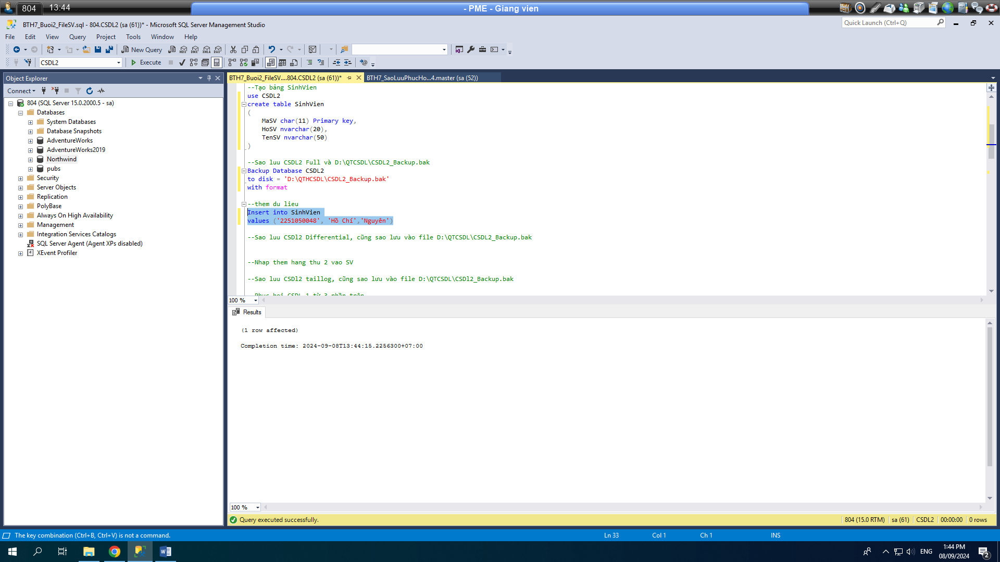 804
13:44
- PME - Giang vien
BTH7_Buoi2_FileSV.sql - 804.CSDL2 (sa (61))* - Microsoft SQL Server Management Studio
Quick Launch (Ctrl+Q)
File Edit View Query Project Tools Window Help
New Query
MDX DMX XMLA DAX
CSDL2
Execute
Object Explorer
Connect
804 (SQL Server 15.0.2000.5 - sa)
Databases
System Databases
Database Snapshots
AdventureWorks
AdventureWorks2019
Northwind
pubs
Security
Server Objects
Replication
PolyBase
Always On High Availability
Management
Integration Services Catalogs
SQL Server Agent (Agent XPs disabled)
XEvent Profiler
BTH7_Buoi2_FileSV....804.CSDL2 (sa (61))*
BTH7_SaoLuuPhucHo...4.master (sa (52))
--Tạo bảng SinhVien
use CSDL2
create table SinhVien
(
MaSV char(11) Primary key,
HoSV nvarchar(20),
TenSV nvarchar(50)
)
--Sao luu CSDL2 Full và D:\QTCSDL\CSDL2_Backup.bak
Backup Database CSDL2
to disk = 'D:\QTHCSDL\CSDL2_Backup.bak'
with format
--them du lieu
Insert into SinhVien
values ('2251050048', 'Hồ Chí','Nguyên')
--Sao luu CSDl2 Differential, cũng sao lưu vào file D:\QTCSDL\CSDL2_Backup.bak
--Nhap them hang thu 2 vao SV
--Sao luu CSDl2 taillog, cũng sao lưu vào file D:\QTCSDL\CSDl2_Backup.bak
100 %
Results
(1 row affected)
Completion time: 2024-09-08T13:44:15.2256300+07:00
100 %
Query executed successfully.
804 (15.0 RTM) sa (61) CSDL2 00:00:00 0 rows
The key combination (Ctrl+B, Ctrl+V) is not a command.
Ln 33 Col 1 Ch 1 INS
ENG
1:44 PM
08/09/2024
2